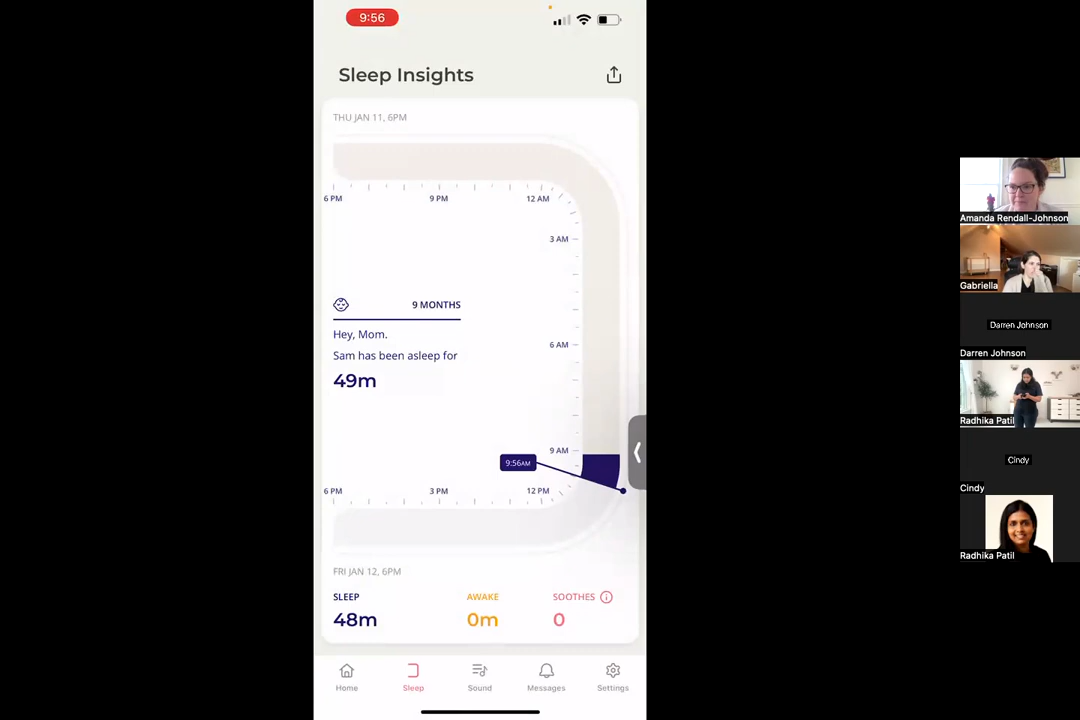 9:56
Sleep Insights
THU JAN 11, 6PM
6 PM
9 PM
12 AM
3 AM
9 MONTHS
Hey, Mom.
Sam has been asleep for
49m
6 AM
9 AM
9:56AM
6 PM
3 PM
12 PM
FRI JAN 12, 6PM
SLEEP
AWAKE
SOOTHES
48m
0m
0
Home
Sleep
Sound
Messages
Settings
Amanda Rendall-Johnson
Gabriella
Darren Johnson
Darren Johnson
Radhika Patil
Cindy
Cindy
Radhika Patil